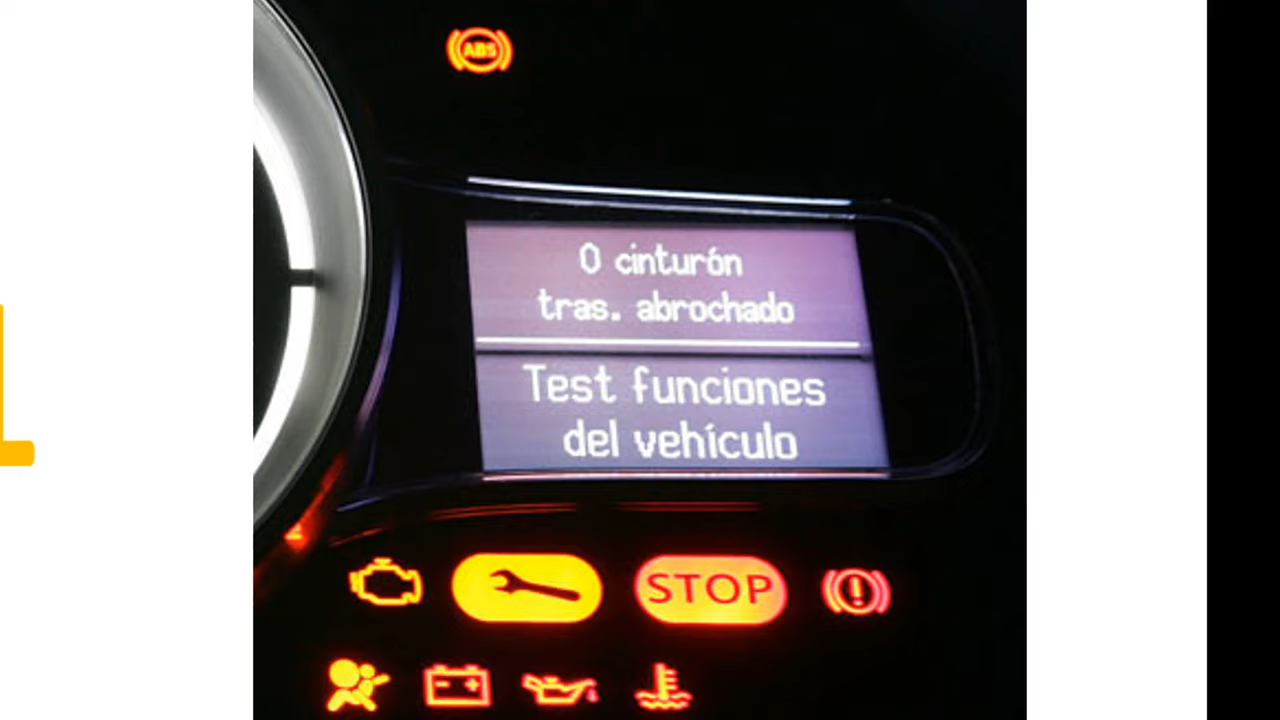 ABS
0 cinturón
tras. abrochado
Test funciones
del vehículo
STOP